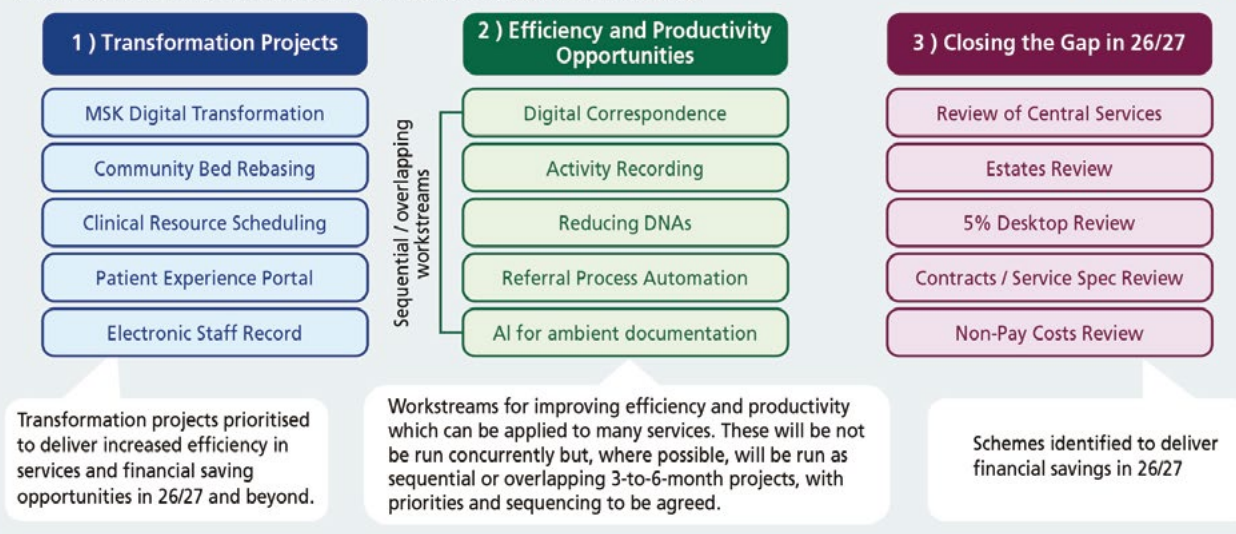 1 ) Transformation Projects
MSK Digital Transformation
Community Bed Rebasing
Clinical Resource Scheduling
Patient Experience Portal
Electronic Staff Record
Transformation projects prioritised
to deliver increased efficiency in
services and financial saving
opportunities in 26/27 and beyond.
2 ) Efficiency and Productivity
Opportunities
Sequential / overlapping
workstreams
Digital Correspondence
Activity Recording
Reducing DNAs
Referral Process Automation
AI for ambient documentation
Workstreams for improving efficiency and productivity
which can be applied to many services. These will be not
be run concurrently but, where possible, will be run as
sequential or overlapping 3-to-6-month projects, with
priorities and sequencing to be agreed.
3 ) Closing the Gap in 26/27
Review of Central Services
Estates Review
5% Desktop Review
Contracts / Service Spec Review
Non-Pay Costs Review
Schemes identified to deliver
financial savings in 26/27